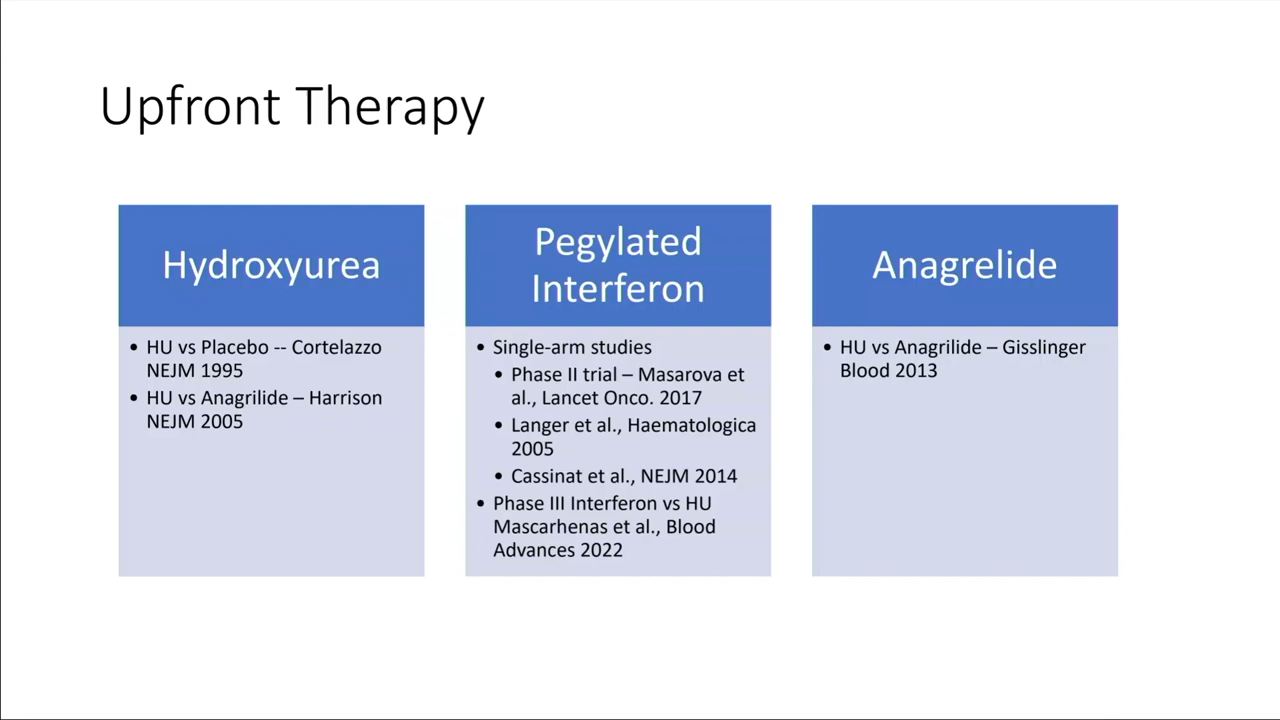 Upfront Therapy
Hydroxyurea
• HU vs Placebo -- Cortelazzo
NEJM 1995
• HU vs Anagrilide – Harrison
NEJM 2005
Pegylated
Interferon
• Single-arm studies
• Phase II trial – Masarova et
al., Lancet Onco. 2017
• Langer et al., Haematologica
2005
• Cassinat et al., NEJM 2014
• Phase III Interferon vs HU
Mascarhenas et al., Blood
Advances 2022
Anagrelide
• HU vs Anagrilide – Gisslinger
Blood 2013